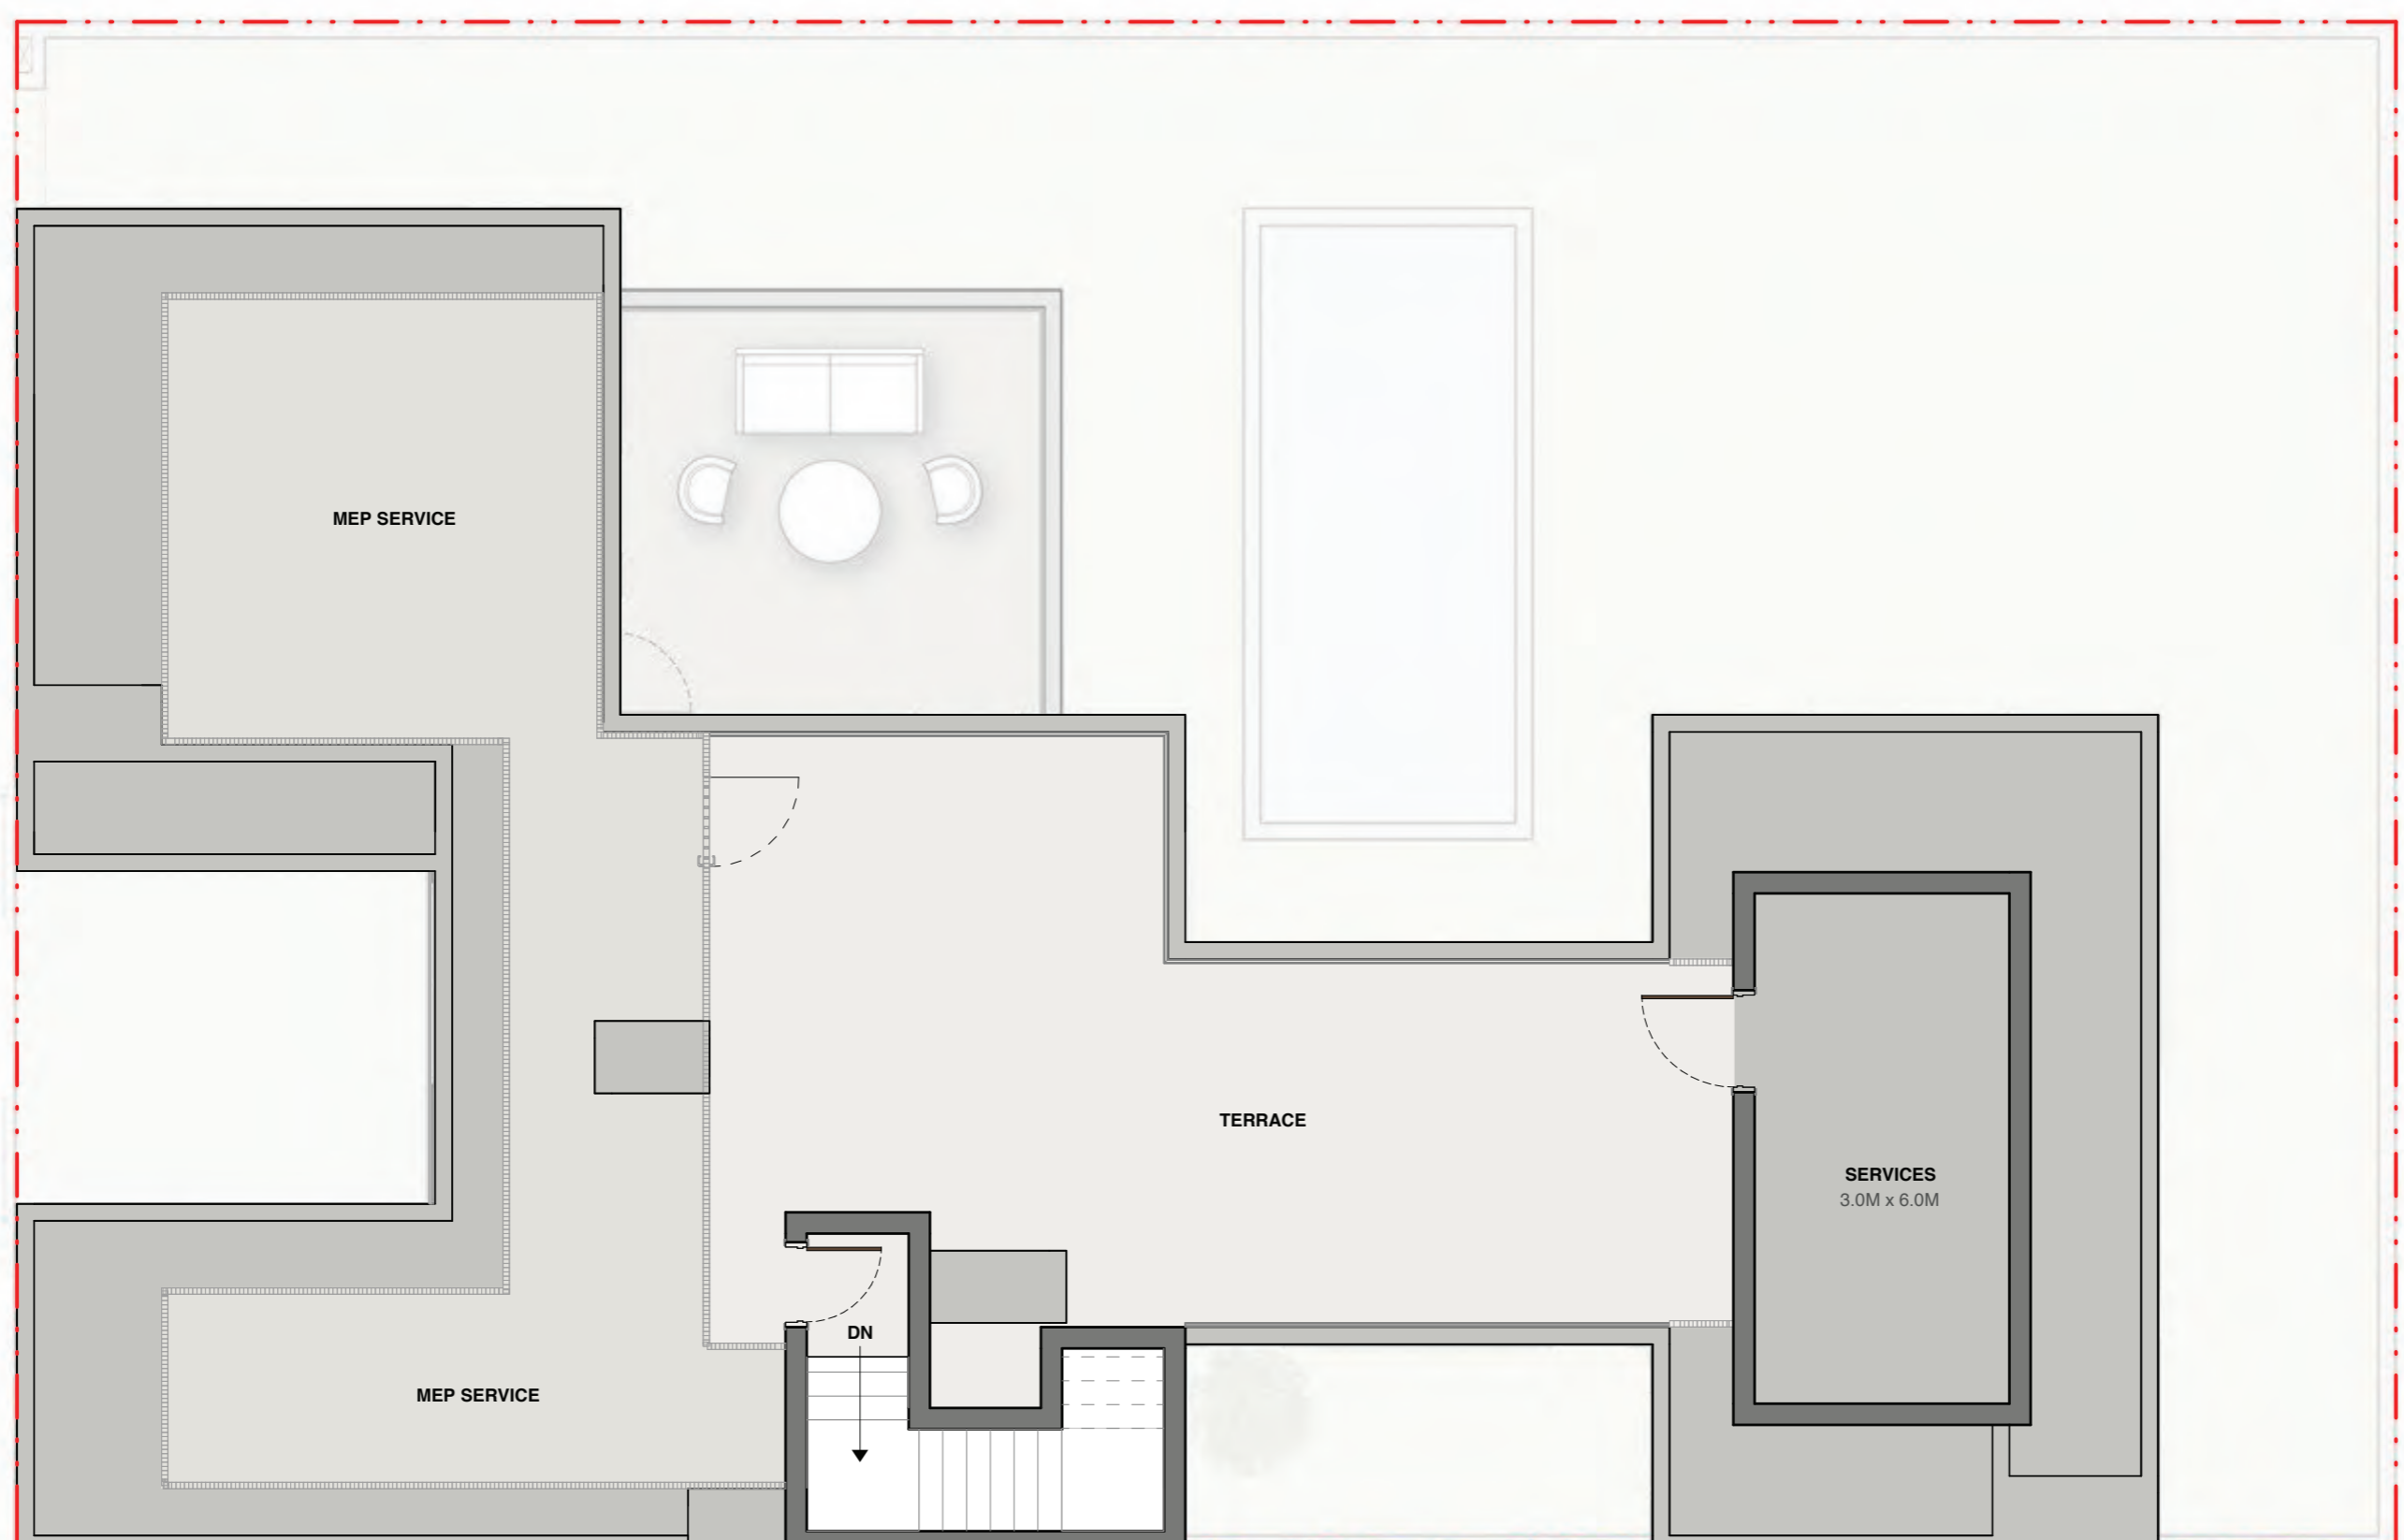 MEP SERVICE
TERRACE
SERVICES
3.0M x 6.0M
DN
MEP SERVICE